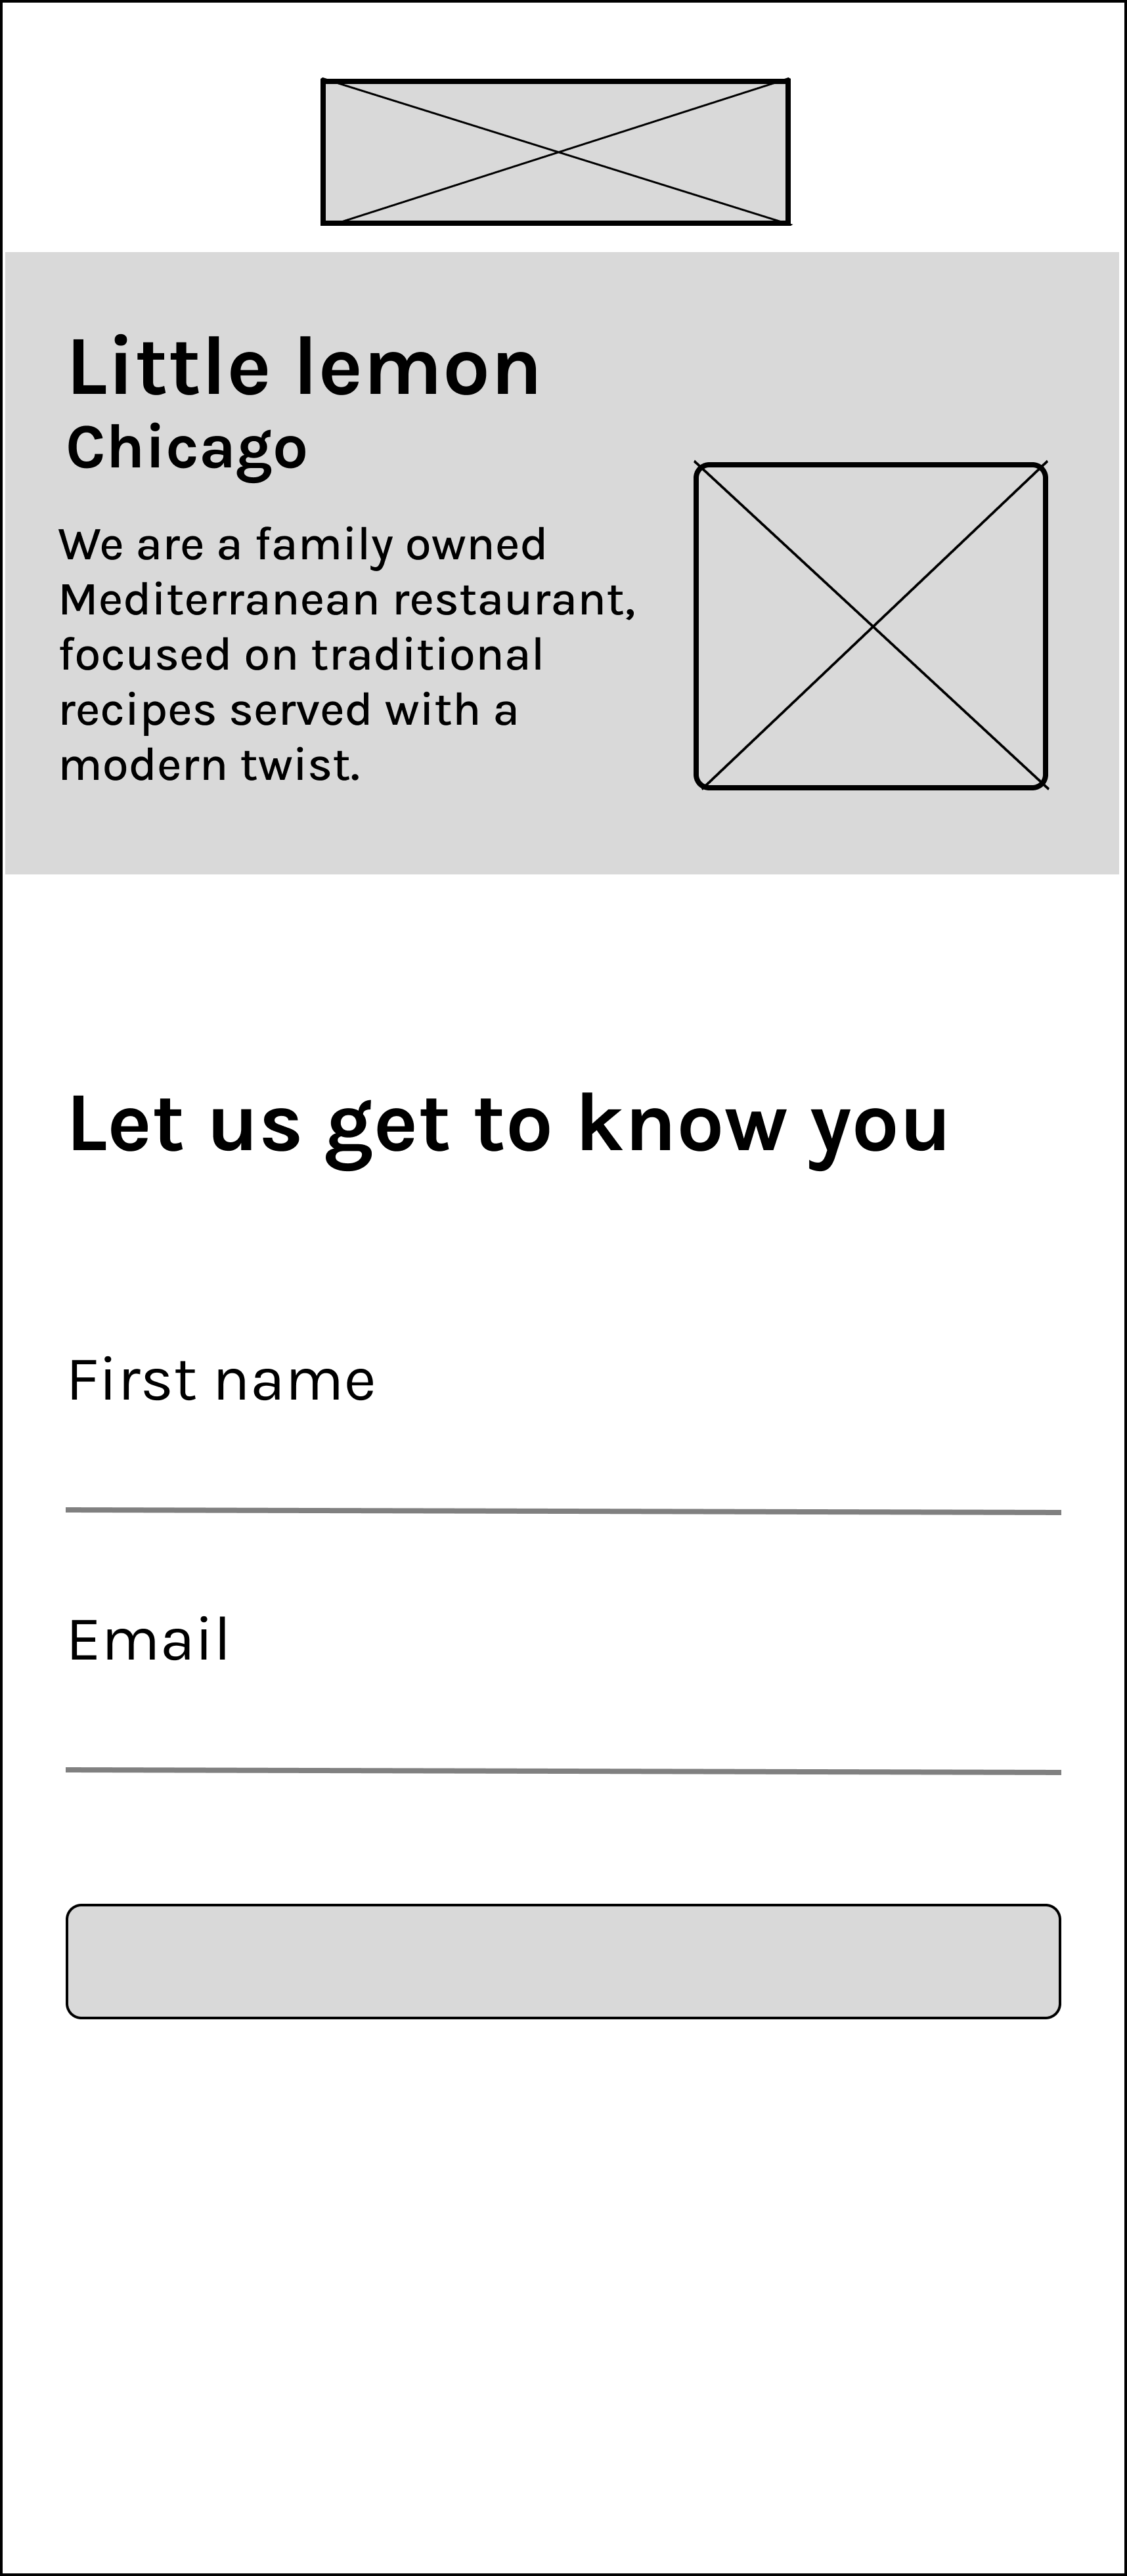 Little lemon
Chicago
We are a family owned
Mediterranean restaurant,
focused on traditional
recipes served with a
modern twist.
Let us get to know you
First name
Email